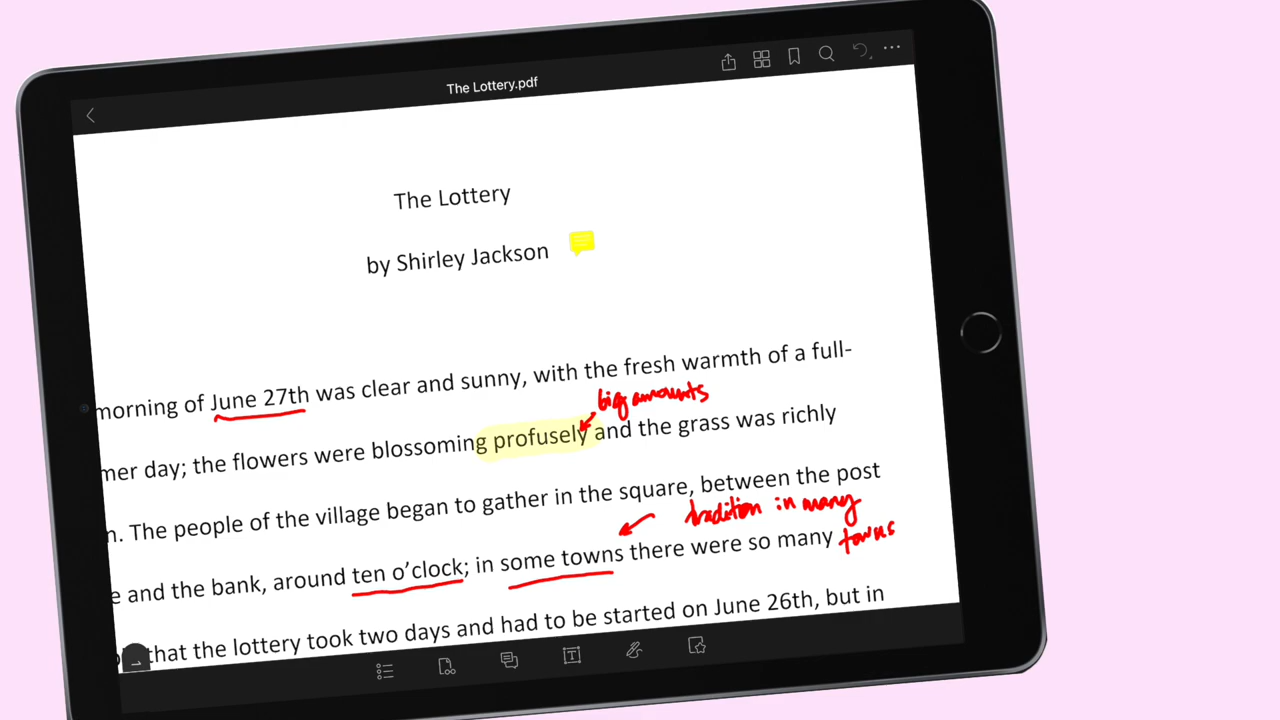 The Lottery.pdf
The Lottery
by Shirley Jackson
morning of June 27th was clear and sunny, with the fresh warmth of a full-
big amounts
mer day; the flowers were blossoming profusely and the grass was richly
n. The people of the village began to gather in the square, between the post
tradition in many
towns
e and the bank, around ten o'clock; in some towns there were so many
that the lottery took two days and had to be started on June 26th, but in